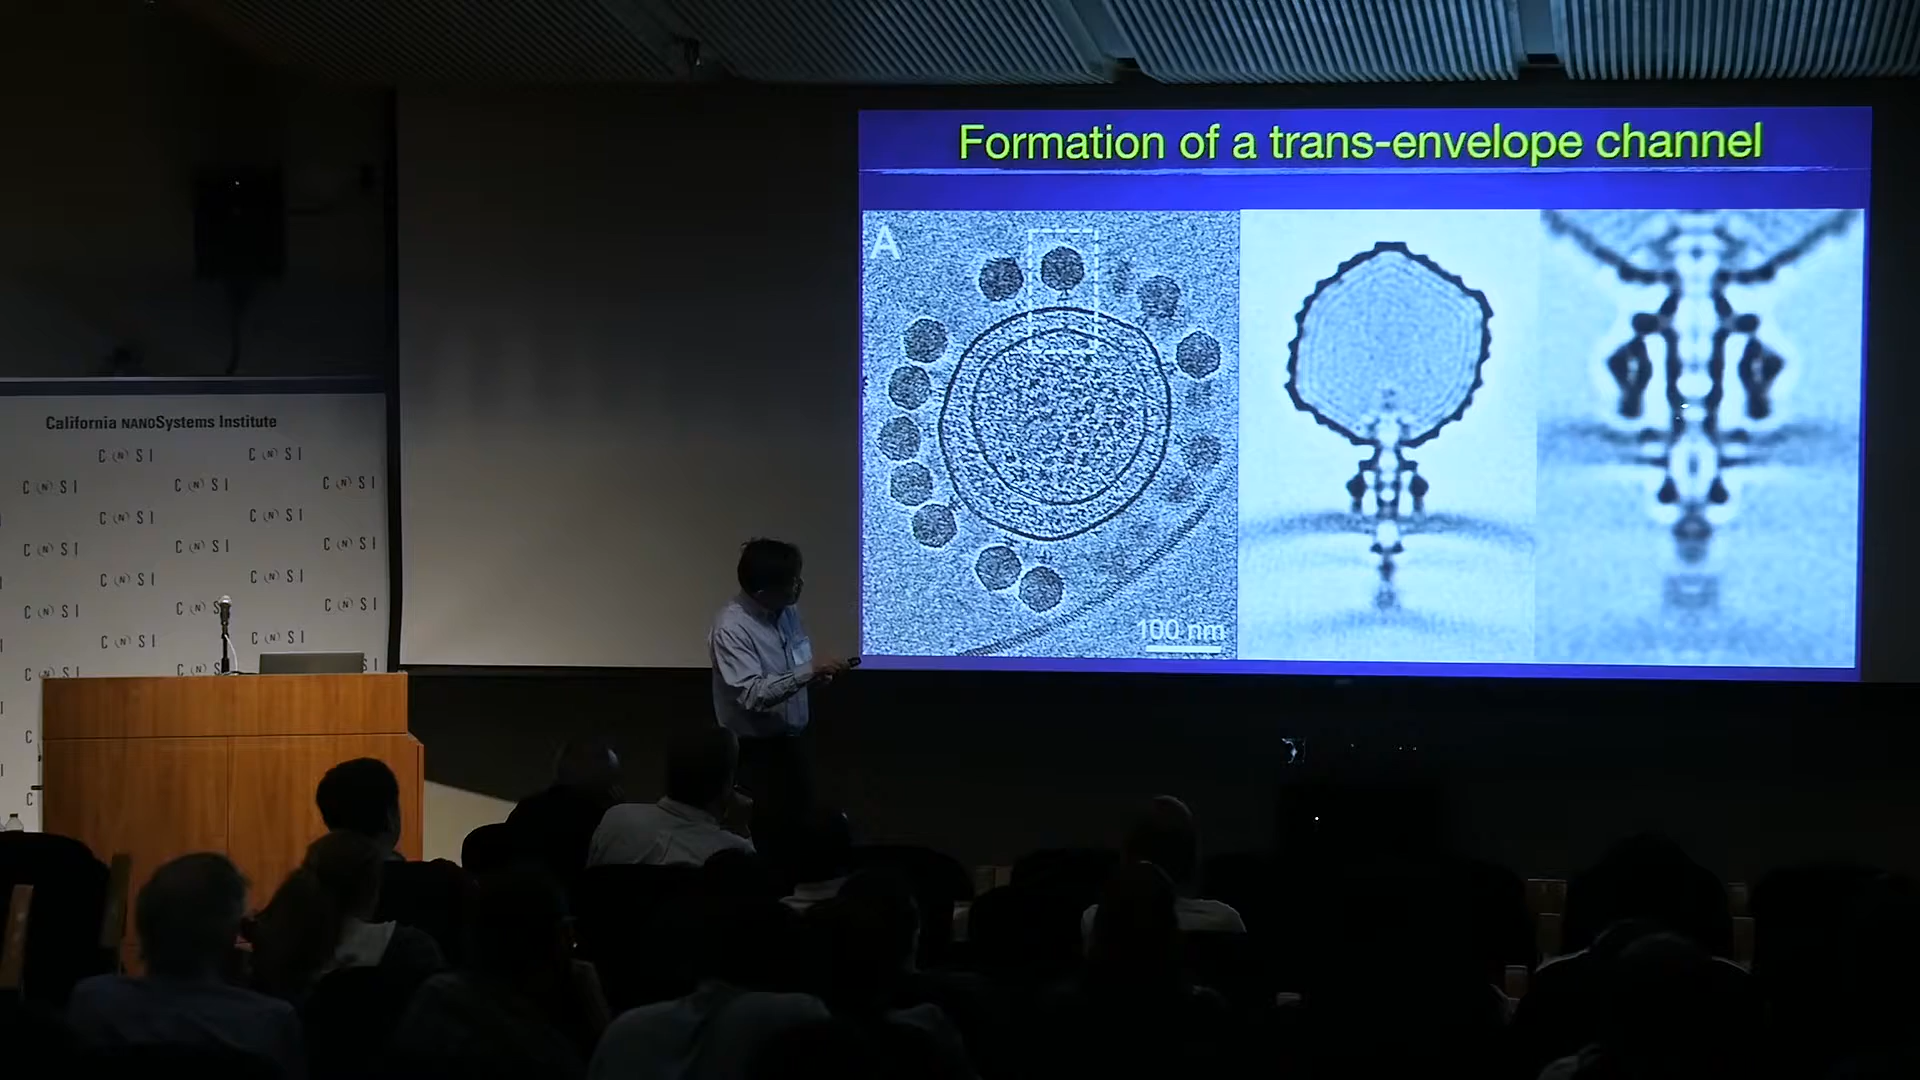 Formation of a trans-envelope channel
A
100 nm
California NANOSystems Institute
C (N) S I C (N) S I
C (N) S I C (N) S I C (N) S I
C (N) S I C (N) S I
C (N) S I C (N) S I C (N) S I
C (N) S I C (N) S I
C (N) S I C (N) S C (N) S I
C (N) S I C (N) S I
C (N) S I C (N) S S I
C
C